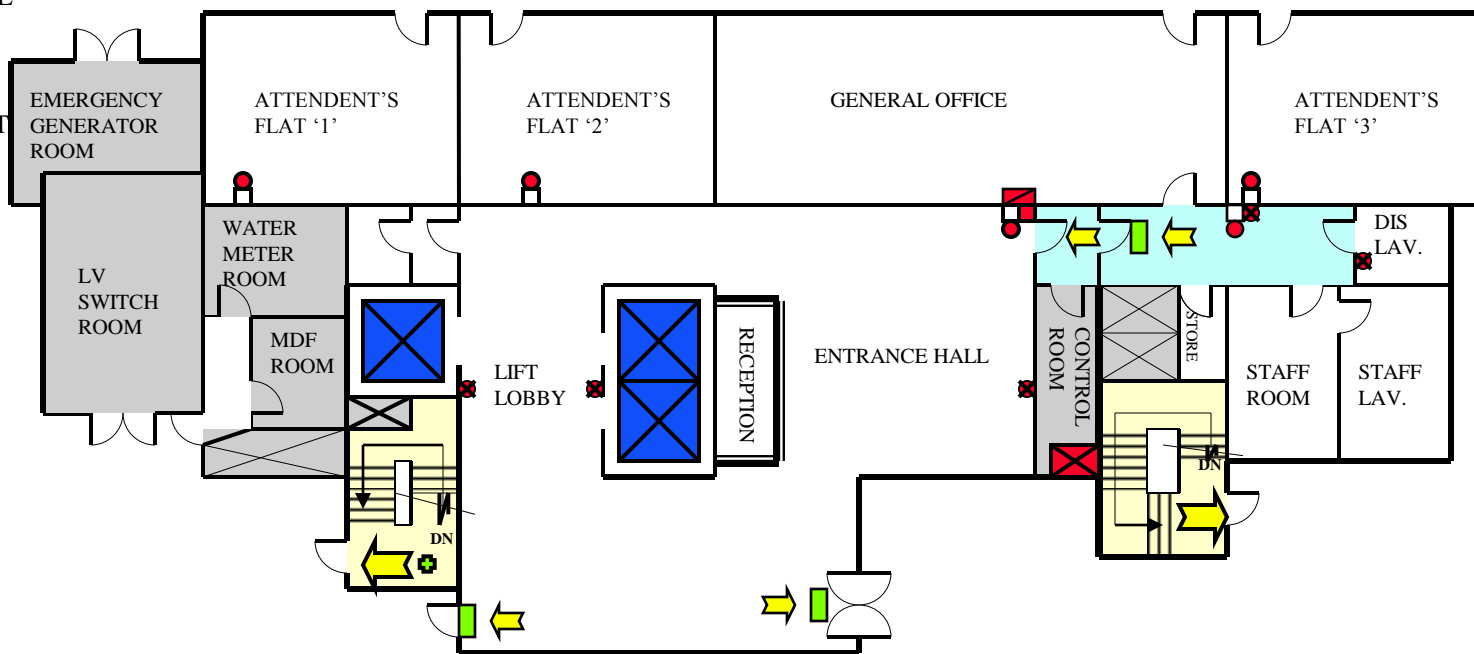 EMERGENCY
GENERATOR
ROOM
ATTENDENT'S
FLAT ‘1’
ATTENDENT'S
FLAT ‘2’
GENERAL OFFICE
ATTENDENT'S
FLAT ‘3’
WATER
METER
ROOM
DIS
LAV.
LV
SWITCH
ROOM
MDF
ROOM
LIFT
LOBBY
RECEPTION
ENTRANCE HALL
CONTROL
ROOM
STORE
STAFF
ROOM
STAFF
LAV.
DN
DN